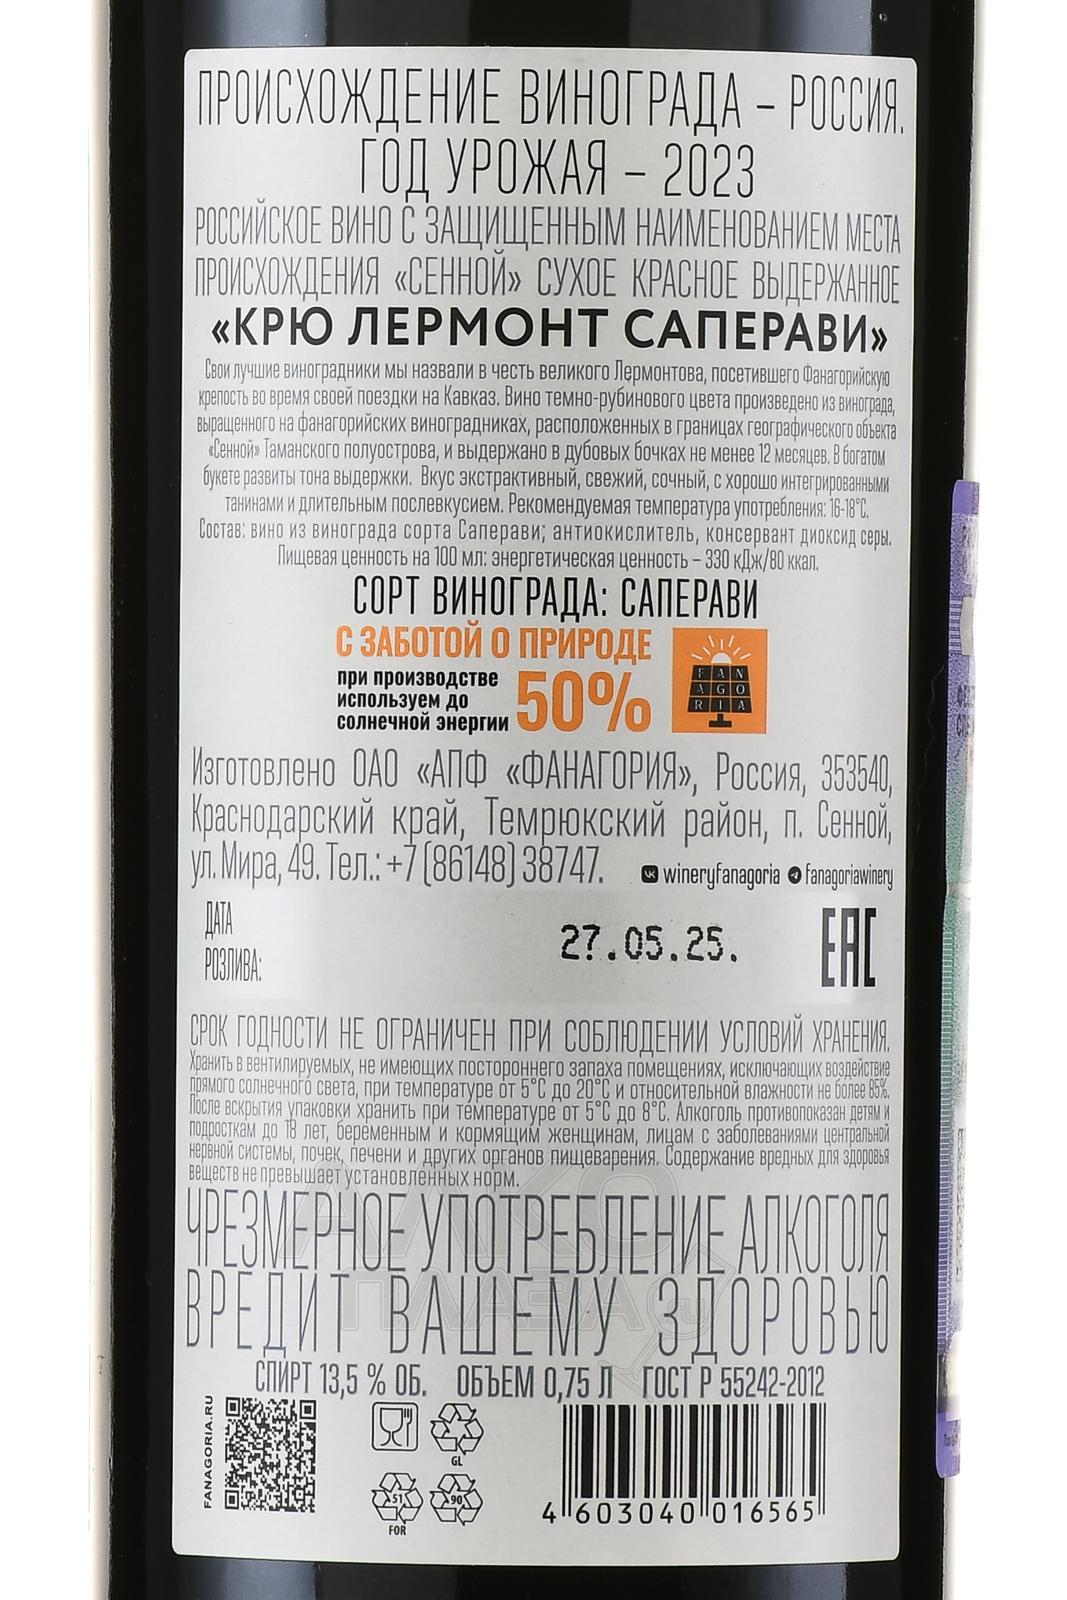 ПРОИСХОЖДЕНИЕ ВИНОГРАДА – РОССИЯ.
ГОД УРОЖАЯ – 2023
РОССИЙСКОЕ ВИНО С ЗАЩИЩЕННЫМ НАИМЕНОВАНИЕМ МЕСТА
ПРОИСХОЖДЕНИЯ «СЕННОЙ» СУХОЕ КРАСНОЕ ВЫДЕРЖАННОЕ
«КРЮ ЛЕРМОНТ САПЕРАВИ»
Свои лучшие виноградники мы назвали в честь великого Лермонтова, посетившего Фанагорийскую
крепость во время своей поездки на Кавказ. Вино темно-рубинового цвета произведено из винограда,
выращенного на фанагорийских виноградниках, расположенных в границах географического объекта
«Сенной» Таманского полуострова, и выдержано в дубовых бочках не менее 12 месяцев. В богатом
букете развиты тона выдержки. Вкус экстрактивный, свежий, сочный, с хорошо интегрированными
танинами и длительным послевкусием. Рекомендуемая температура употребления: 16-18°С.
Состав: вино из винограда сорта Саперави; антиокислитель, консервант диоксид серы.
Пищевая ценность на 100 мл: энергетическая ценность – 330 кДж/80 ккал.
СОРТ ВИНОГРАДА: САПЕРАВИ
С ЗАБОТОЙ О ПРИРОДЕ
при производстве
используем до
солнечной энергии 50%
FAN
AGO
RIA
Изготовлено ОАО «АПФ «ФАНАГОРИЯ», Россия, 353540,
Краснодарский край, Темрюкский район, п. Сенной,
ул. Мира, 49. Тел.: +7 (86148) 38747.
wineryfanagoria fanagoriawinery
ДАТА
РОЗЛИВА:
27.05.25.
EAC
СРОК ГОДНОСТИ НЕ ОГРАНИЧЕН ПРИ СОБЛЮДЕНИИ УСЛОВИЙ ХРАНЕНИЯ.
Хранить в вентилируемых, не имеющих постороннего запаха помещениях, исключающих воздействие
прямого солнечного света, при температуре от 5°С до 20°С и относительной влажности не более 85%.
После вскрытия упаковки хранить при температуре от 5°С до 8°С. Алкоголь противопоказан детям и
подросткам до 18 лет, беременным и кормящим женщинам, лицам с заболеваниями центральной
нервной системы, почек, печени и других органов пищеварения. Содержание вредных для здоровья
веществ не превышает установленных норм.
ЧРЕЗМЕРНОЕ УПОТРЕБЛЕНИЕ АЛКОГОЛЯ
ВРЕДИТ ВАШЕМУ ЗДОРОВЬЮ
СПИРТ 13,5 % ОБ. ОБЪЕМ 0,75 Л ГОСТ Р 55242-2012
FANAGORIA.RU
GL
51
FOR
90
4 603040 016565
АЛКО
ПЛАЗА
ru